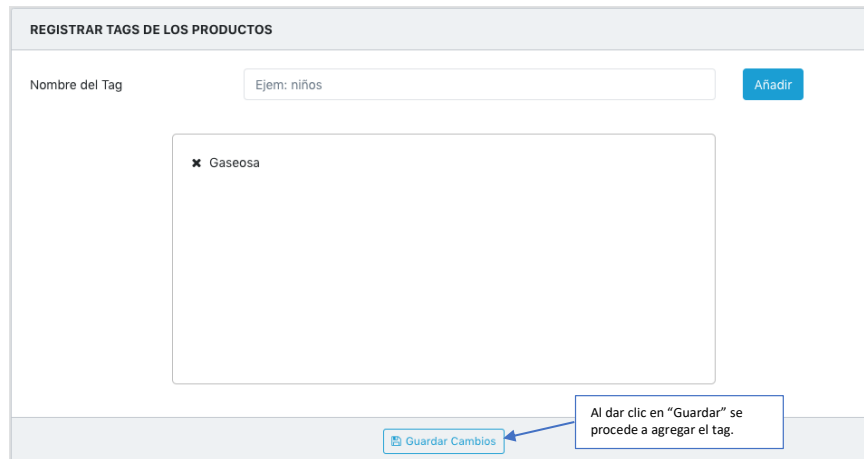 REGISTRAR TAGS DE LOS PRODUCTOS
Nombre del Tag
Ejem: niños
Añadir
✖ Gaseosa
Al dar clic en “Guardar” se
procede a agregar el tag.
Guardar Cambios